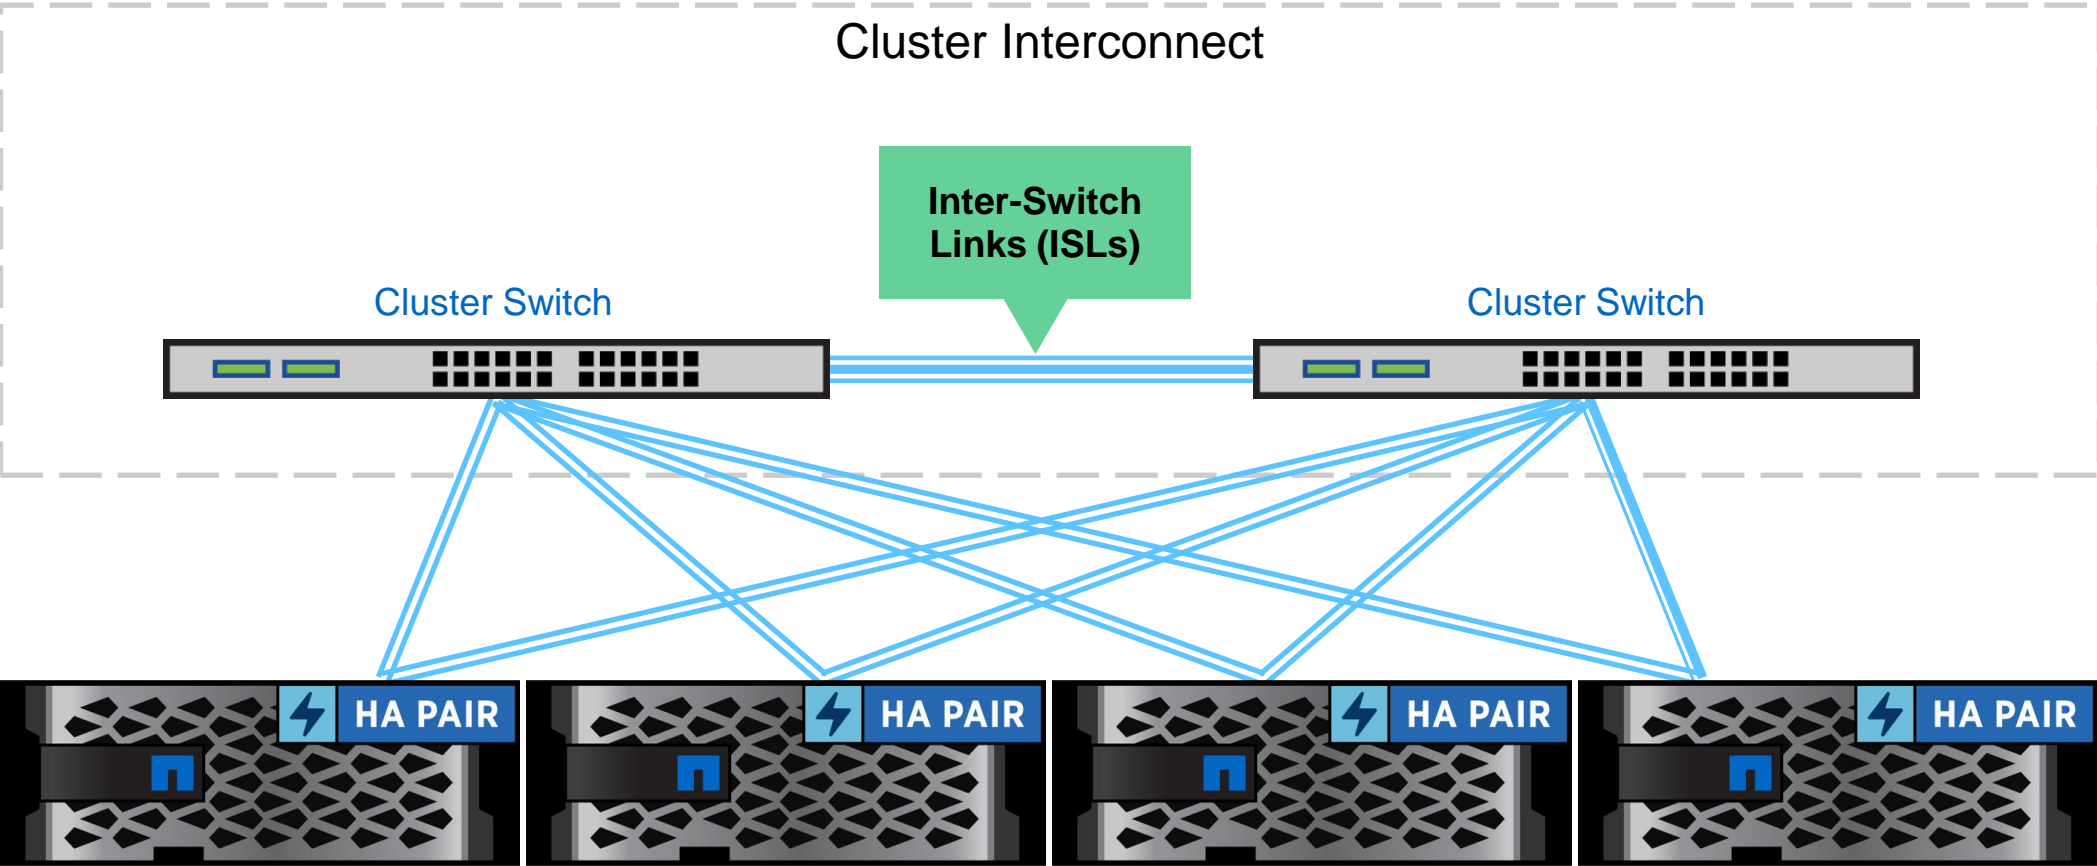 Cluster Interconnect
Inter-Switch
Links (ISLs)
Cluster Switch
Cluster Switch
HA PAIR
HA PAIR
HA PAIR
HA PAIR